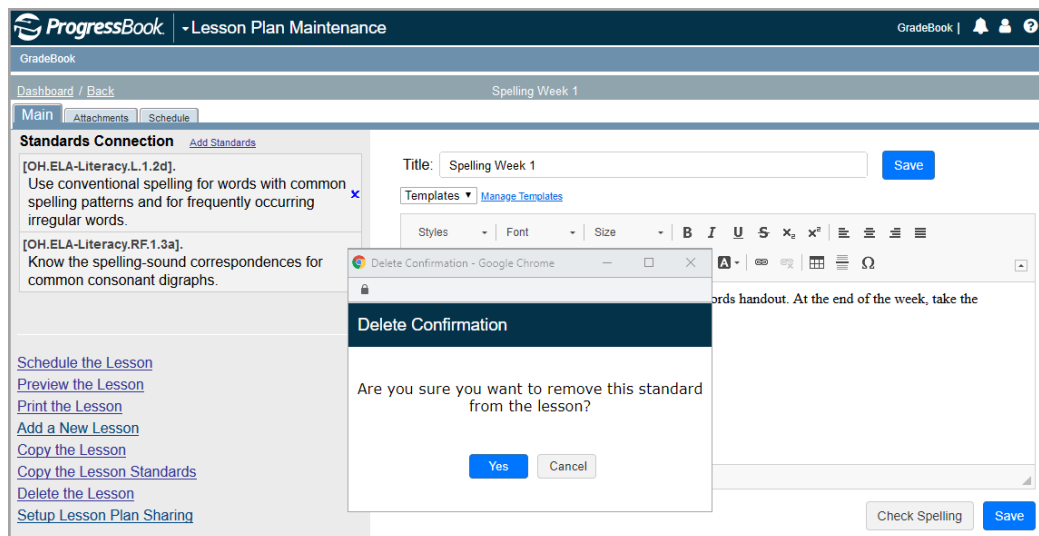 ProgressBook Lesson Plan Maintenance GradeBook |
GradeBook
Dashboard / Back Spelling Week 1
Main Attachments Schedule
Standards Connection Add Standards
[OH.ELA-Literacy.L.1.2d].
Use conventional spelling for words with common
spelling patterns and for frequently occurring
irregular words.
[OH.ELA-Literacy.RF.1.3a].
Know the spelling-sound correspondences for
common consonant digraphs.
Schedule the Lesson
Preview the Lesson
Print the Lesson
Add a New Lesson
Copy the Lesson
Copy the Lesson Standards
Delete the Lesson
Setup Lesson Plan Sharing
Title: Spelling Week 1 Save
Templates Manage Templates
Styles Font Size B I U S x₂ x² 
A Ω
handout. At the end of the week, take the
Delete Confirmation - Google Chrome
Delete Confirmation
Are you sure you want to remove this standard
from the lesson?
Yes Cancel
Check Spelling Save